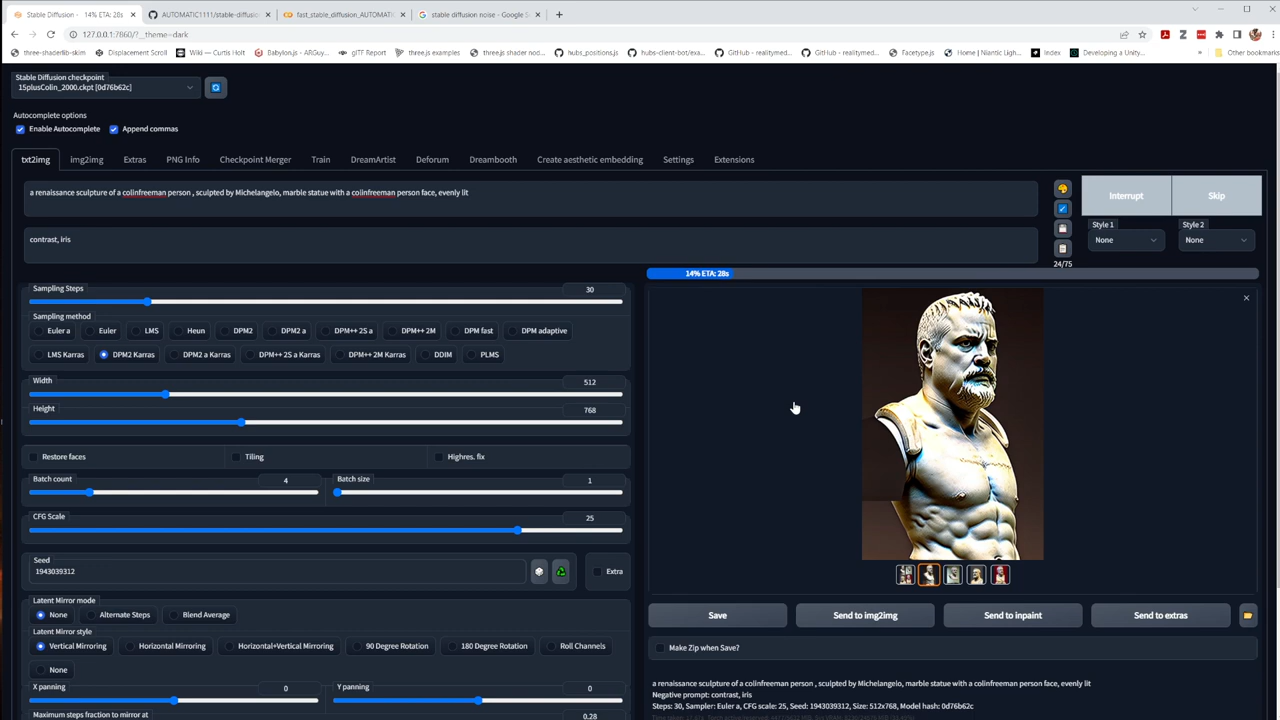 Stable Diffusion - 14% ETA: 28s
AUTOMATIC1111/stable-diffusio
fast_stable_diffusion_AUTOMATIC
stable diffusion noise - Google S
127.0.0.1:7860/?_theme=dark
three-shaderlib-skim
Displacement Scroll
Wiki — Curtis Holt
Babylon.js - ARGuy...
glTF Report
three.js examples
three.js shader nod...
hubs_positions.js
hubs-client-bot/exa...
GitHub - realitymed...
GitHub - realitymed...
Facetype.js
Home | Niantic Ligh...
Index
Developing a Unity...
»
Other bookmarks
Stable Diffusion checkpoint
15plusColin_2000.ckpt [0d76b62c]
Autocomplete options
Enable Autocomplete
Append commas
txt2img
img2img
Extras
PNG Info
Checkpoint Merger
Train
DreamArtist
Deforum
Dreambooth
Create aesthetic embedding
Settings
Extensions
a renaissance sculpture of a colinfreeman person , sculpted by Michelangelo, marble statue with a colinfreeman person face, evenly lit
contrast, iris
Interrupt
Skip
Style 1
None
Style 2
None
24/75
14% ETA: 28s
Sampling Steps
30
Sampling method
Euler a
Euler
LMS
Heun
DPM2
DPM2 a
DPM++ 2S a
DPM++ 2M
DPM fast
DPM adaptive
LMS Karras
DPM2 Karras
DPM2 a Karras
DPM++ 2S a Karras
DPM++ 2M Karras
DDIM
PLMS
Width
512
Height
768
Restore faces
Tiling
Highres. fix
Batch count
4
Batch size
1
CFG Scale
25
Seed
1943039312
Extra
Latent Mirror mode
None
Alternate Steps
Blend Average
Latent Mirror style
Vertical Mirroring
Horizontal Mirroring
Horizontal+Vertical Mirroring
90 Degree Rotation
180 Degree Rotation
Roll Channels
None
X panning
0
Y panning
0
Maximum steps fraction to mirror at
0.28
Save
Send to img2img
Send to inpaint
Send to extras
Make Zip when Save?
a renaissance sculpture of a colinfreeman person , sculpted by Michelangelo, marble statue with a colinfreeman person face, evenly lit
Negative prompt: contrast, iris
Steps: 30, Sampler: Euler a, CFG scale: 25, Seed: 1943039312, Size: 512x768, Model hash: 0d76b62c